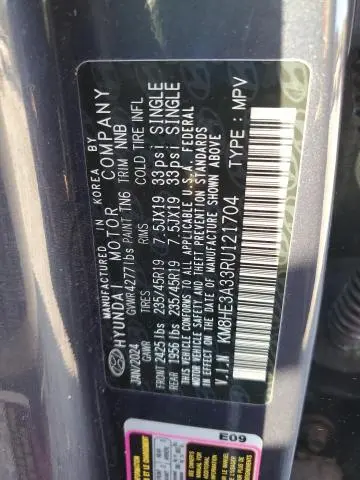 MANUFACTURED IN KOREA BY
HYUNDAI MOTOR COMPANY
GVWR 4277lbs PAINT TN6 TRIM NNB
JAN/2024 GAWR TIRES RIMS COLD TIRE INFL
FRONT 2425 lbs 235/45R19 7.5JX19 33psi SINGLE
REAR 1956 lbs 235/45R19 7.5JX19 33psi SINGLE
THIS VEHICLE CONFORMS TO ALL APPLICABLE U.S.A. FEDERAL
MOTOR VEHICLE SAFETY, BUMPER, AND THEFT PREVENTION STANDARDS
IN EFFECT ON THE DATE OF MANUFACTURE SHOWN ABOVE
V.I.N KM8HE3A33RU121704 TYPE : MPV
E09